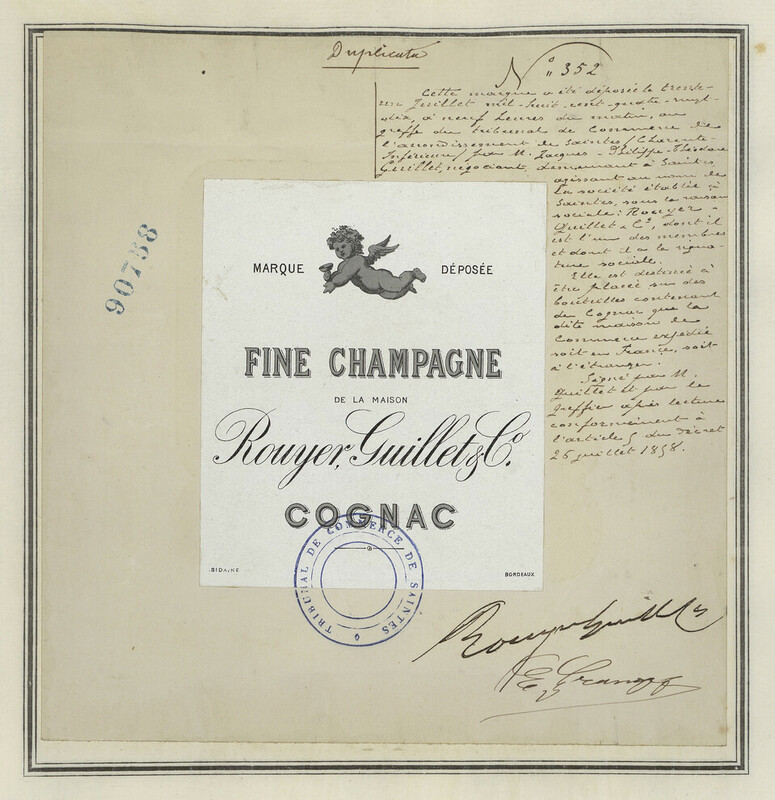 Duplicata
N° 352
Cette marque a été déposée le trente-
un Juillet mil-huit-cent-quatre-vingt-
dix, à neuf heures du matin, au
greffe du tribunal de Commerce de
l'arrondissement de Saintes (Charente-
Inférieure) par M. Jacques-Philippe-Théodore
Guillet, négociant, demeurant à Saintes,
agissant au nom de
la société établie à
Saintes, sous la raison
sociale: Rouyer -
Guillet & Cie, dont il
est l'un des membres
et dont il a la signa-
ture sociale.
Elle est destinée à
être placée sur des
bouteilles contenant
du Cognac que la
dite maison de
Commerce expédie
soit en France, soit
à l'étranger.
Signé par M.
Guillet et par le
greffier après lecture
conformément à
l'article 5 du décret
26 juillet 1858.
90758
MARQUE DÉPOSÉE
FINE CHAMPAGNE
DE LA MAISON
Rouyer, Guillet & Co.
COGNAC
BIDAINE BORDEAUX
TRIBUNAL DE COMMERCE DE SAINTES
Rouyer Guillet